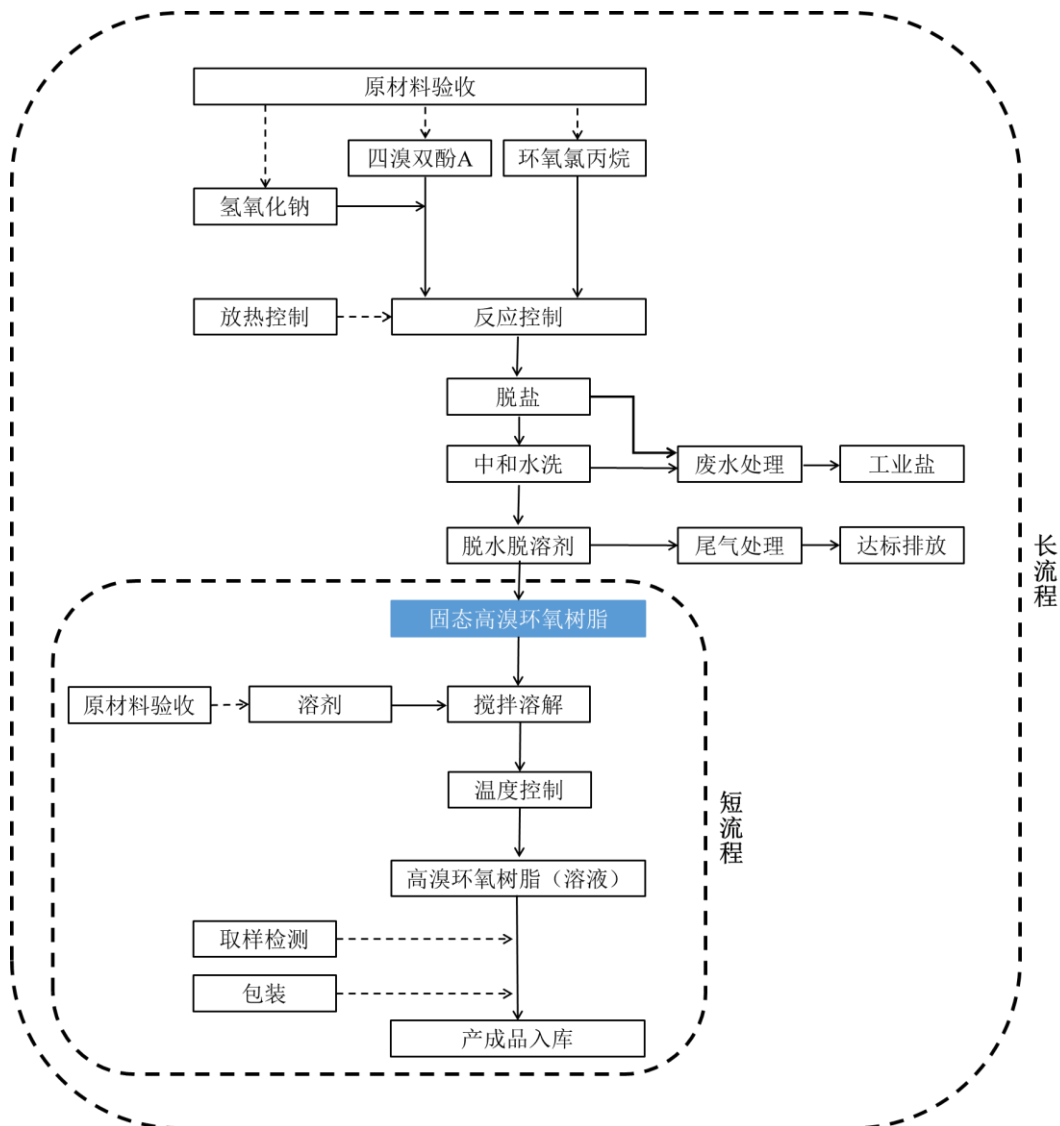 原材料验收
四溴双酚A
环氧氯丙烷
氢氧化钠
放热控制
反应控制
脱盐
中和水洗
废水处理
工业盐
脱水脱溶剂
尾气处理
达标排放
长流程
固态高溴环氧树脂
原材料验收
溶剂
搅拌溶解
温度控制
短流程
高溴环氧树脂（溶液）
取样检测
包装
产成品入库